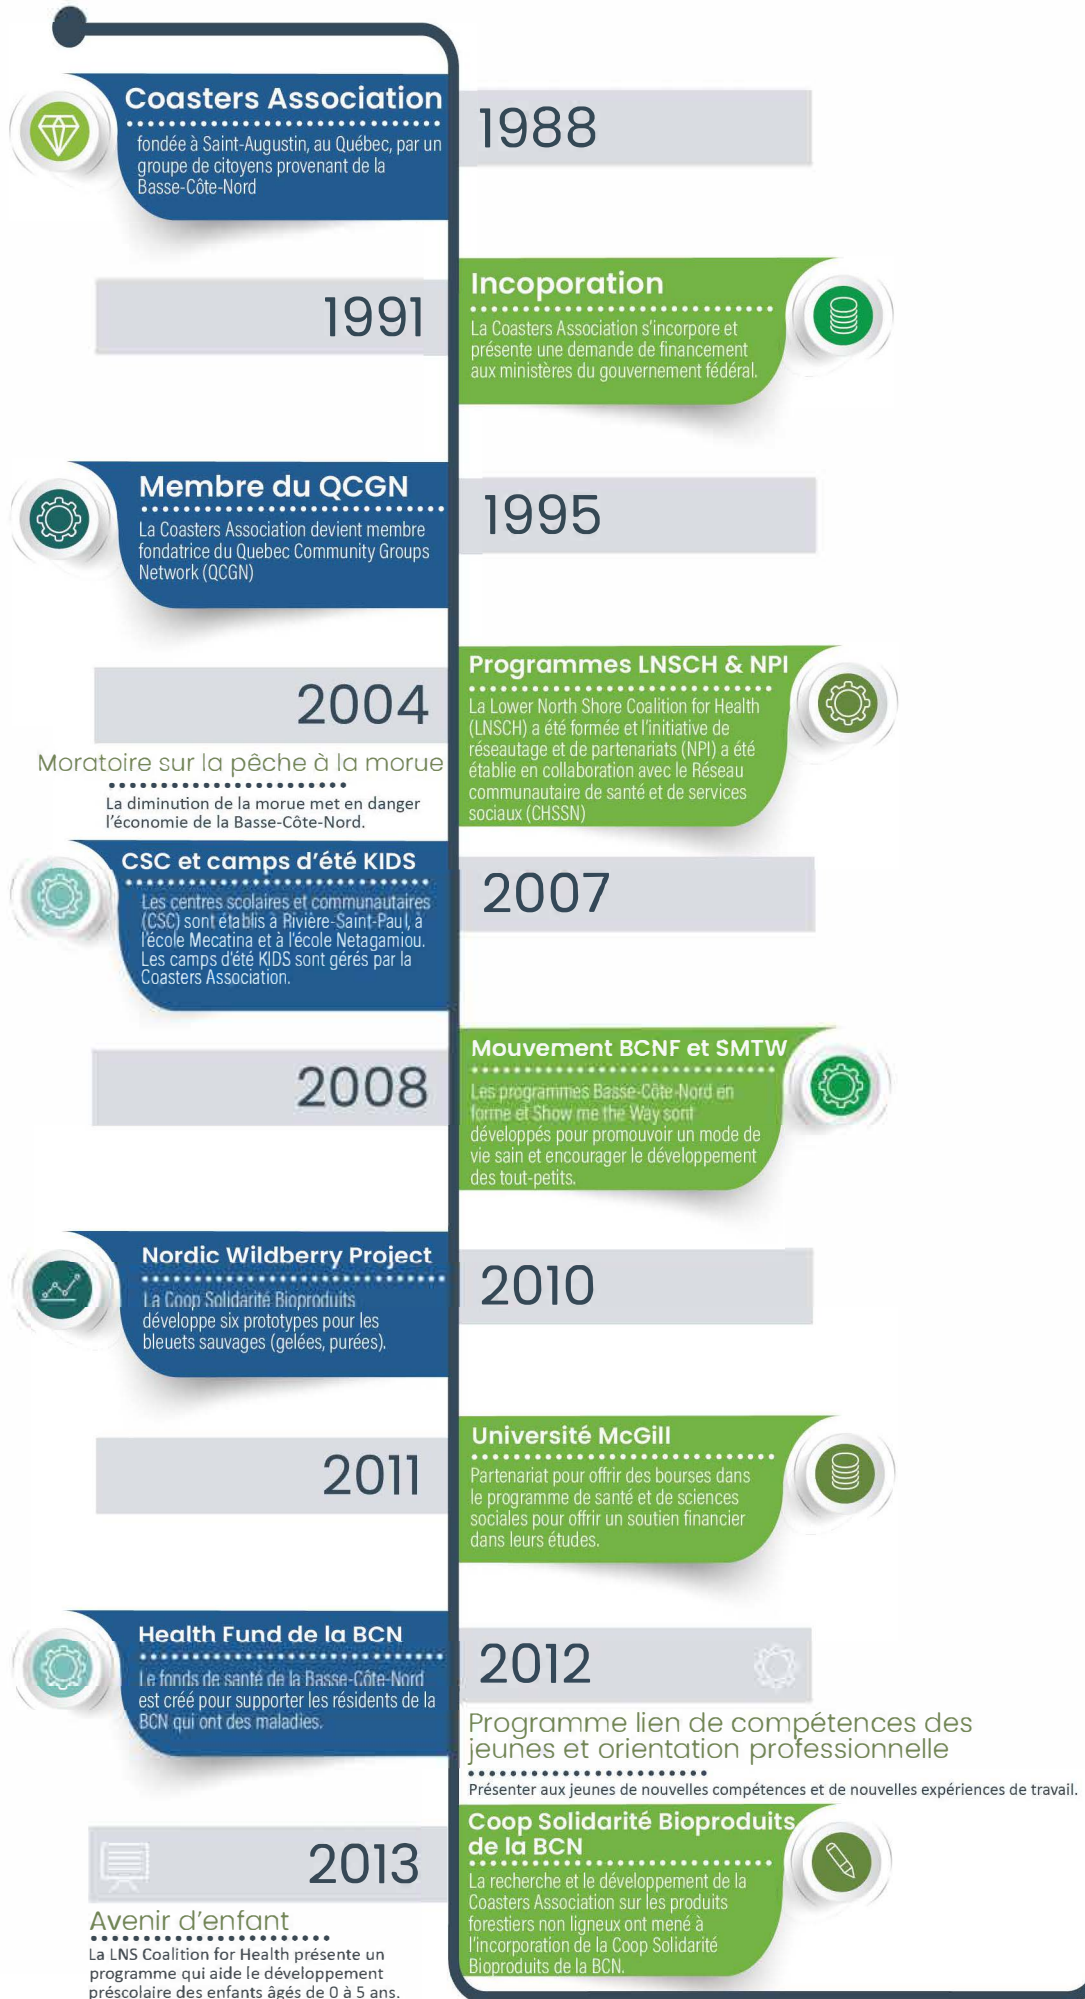 Coasters Association
fondée à Saint-Augustin, au Québec, par un
groupe de citoyens provenant de la
Basse-Côte-Nord
1988
1991
Incoporation
La Coasters Association s'incorpore et
présente une demande de financement
aux ministères du gouvernement fédéral.
Membre du QCGN
La Coasters Association devient membre
fondatrice du Quebec Community Groups
Network (QCGN)
1995
2004
Moratoire sur la pêche à la morue
La diminution de la morue met en danger
l'économie de la Basse-Côte-Nord.
Programmes LNSCH & NPI
La Lower North Shore Coalition for Health
(LNSCH) a été formée et l'initiative de
réseautage et de partenariats (NPI) a été
établie en collaboration avec le Réseau
communautaire de santé et de services
sociaux (CHSSN)
CSC et camps d'été KIDS
Les centres scolaires et communautaires
(CSC) sont établis à Rivière-Saint-Paul, à
l'école Mecatina et à l'école Netagamiou.
Les camps d'été KIDS sont gérés par la
Coasters Association.
2007
2008
Mouvement BCNF et SMTW
Les programmes Basse-Côte-Nord en
forme et Show me the Way sont
développés pour promouvoir un mode de
vie sain et encourager le développement
des tout-petits.
Nordic Wildberry Project
La Coop Solidarité Bioproduits
développe six prototypes pour les
bleuets sauvages (gelées, purées).
2010
2011
Université McGill
Partenariat pour offrir des bourses dans
le programme de santé et de sciences
sociales pour offrir un soutien financier
dans leurs études.
Health Fund de la BCN
Le fonds de santé de la Basse-Côte-Nord
est créé pour supporter les résidents de la
BCN qui ont des maladies.
2012
Programme lien de compétences des
jeunes et orientation professionnelle
Présenter aux jeunes de nouvelles compétences et de nouvelles expériences de travail.
2013
Avenir d'enfant
La LNS Coalition for Health présente un
programme qui aide le développement
préscolaire des enfants âgés de 0 à 5 ans.
Coop Solidarité Bioproduits
de la BCN
La recherche et le développement de la
Coasters Association sur les produits
forestiers non ligneux ont mené à
l'incorporation de la Coop Solidarité
Bioproduits de la BCN.